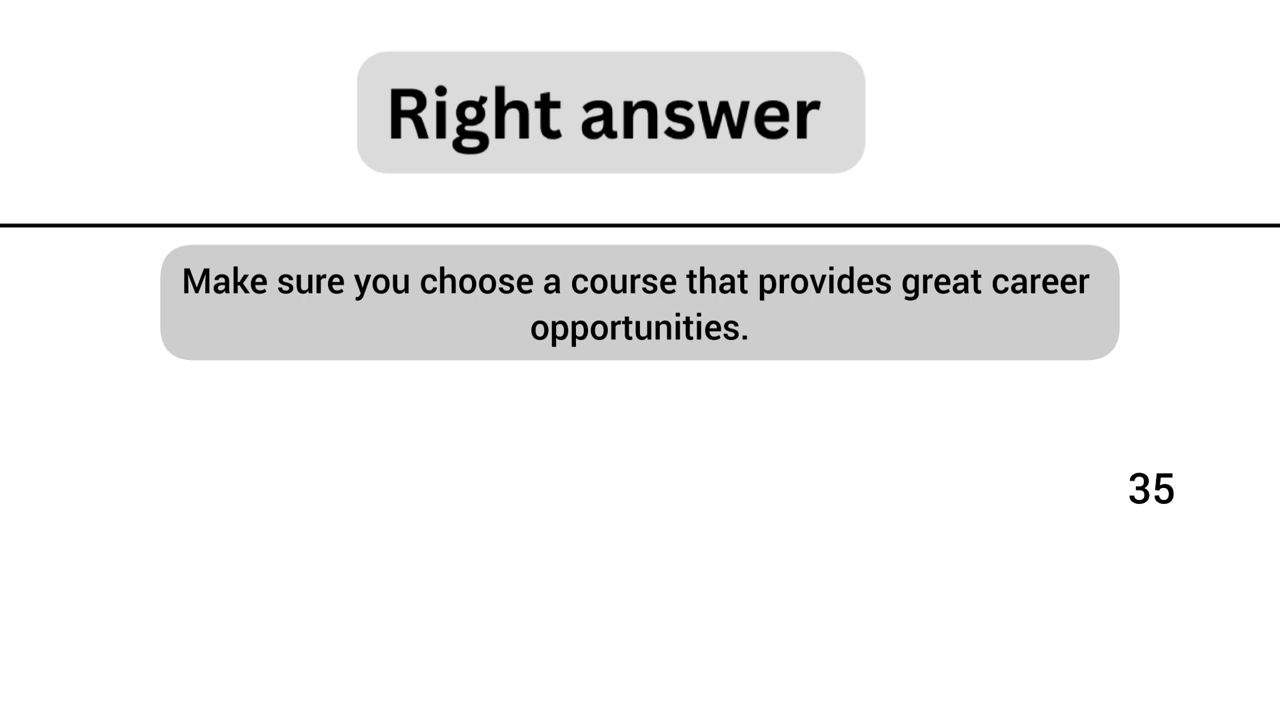 Right answer
Make sure you choose a course that provides great career
opportunities.
35